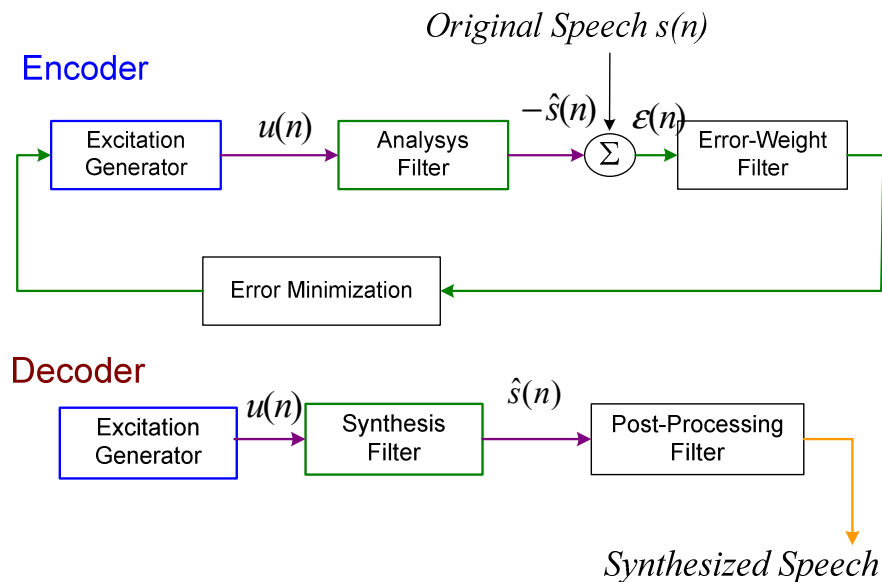 Original Speech s(n)
Encoder
Excitation
Generator
u(n)
Analysys
Filter
−ŝ(n)
Σ
ε(n)
Error-Weight
Filter
Error Minimization
Decoder
Excitation
Generator
u(n)
Synthesis
Filter
ŝ(n)
Post-Processing
Filter
Synthesized Speech